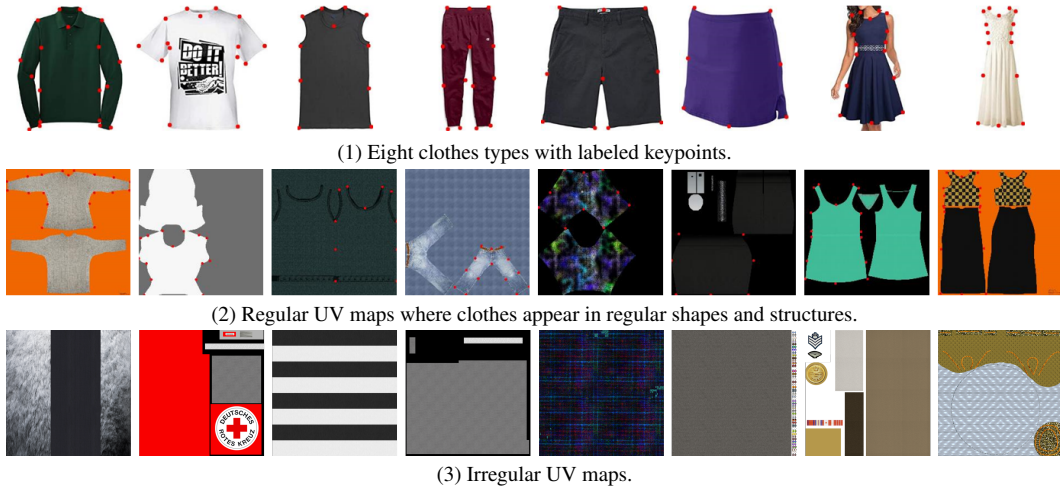 DO IT
BETTER!
(1) Eight clothes types with labeled keypoints.
(2) Regular UV maps where clothes appear in regular shapes and structures.
DEUTSCHES
ROTES KREUZ
(3) Irregular UV maps.